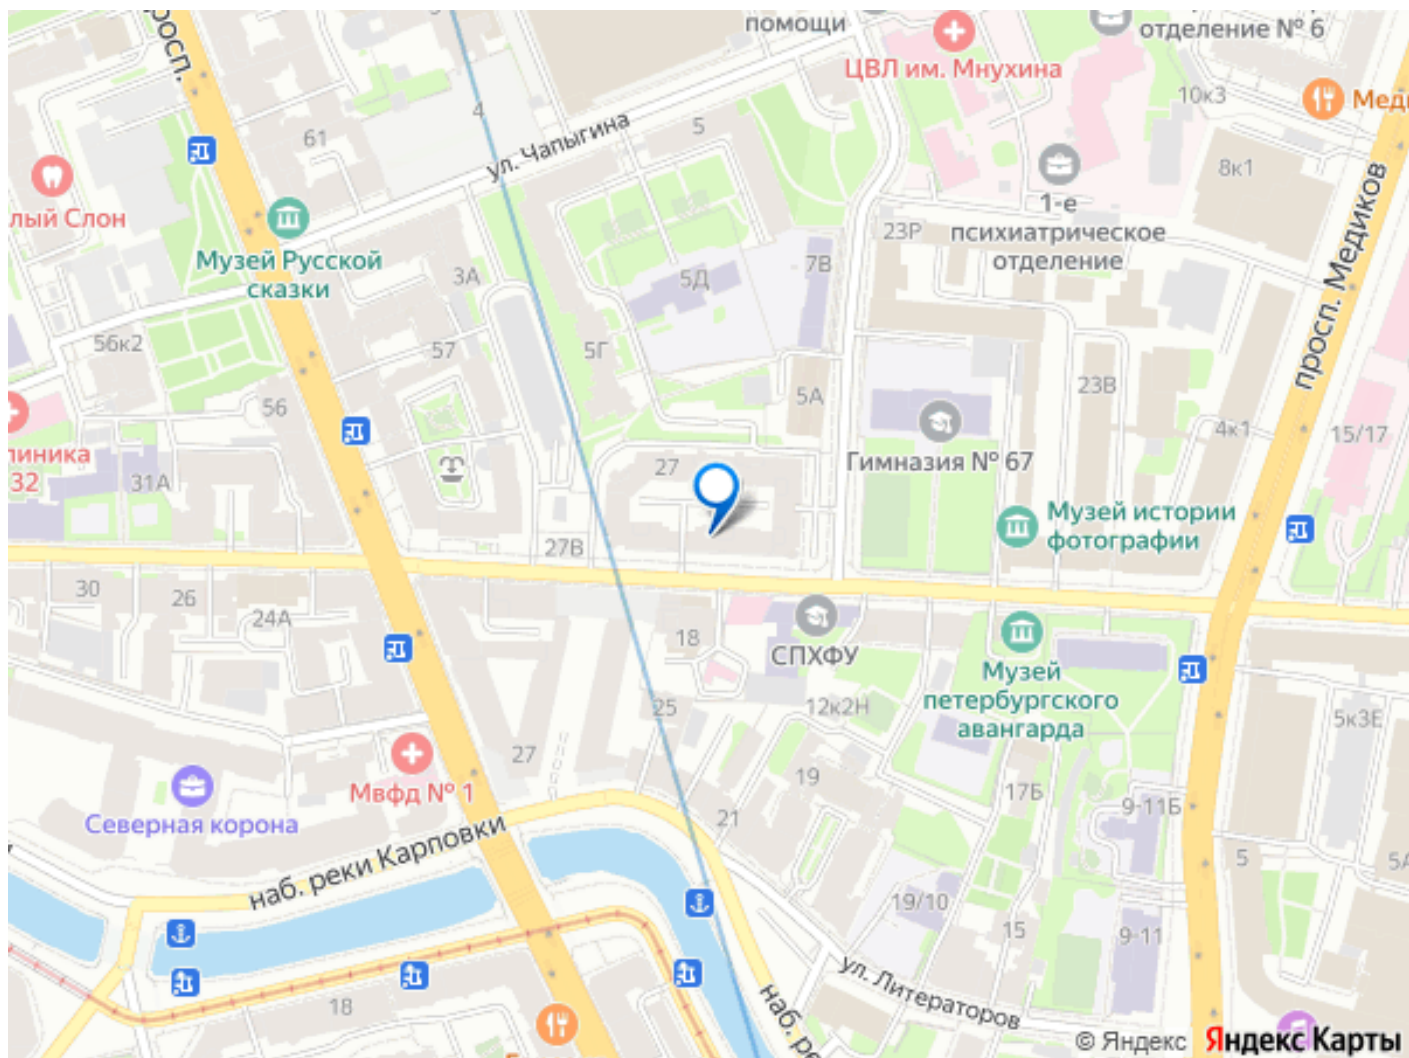 просп.
помощи
отделение № 6
ЦВЛ им. Мнухина
10к3
Меди
4
61
ул. Чапыгина
5
8к1
лый Слон
1-е
психиатрическое
отделение
просп. Медиков
Музей Русской
сказки
3А
5Д
7В
23Р
56к2
57
5Г
5А
23В
56
4к1
15/17
линика
32
31А
27
Гимназия № 67
Музей истории
фотографии
27В
30
26
24А
18
СПХФУ
Музей
петербургского
авангарда
25
12к2Н
5к3Е
27
19
17Б
9-11Б
Мвфд № 1
Северная корона
21
наб. реки Карповки
5
5А
19/10
15
9-11
ул. Литераторов
18
наб. ре
© Яндекс
Яндекс Карты